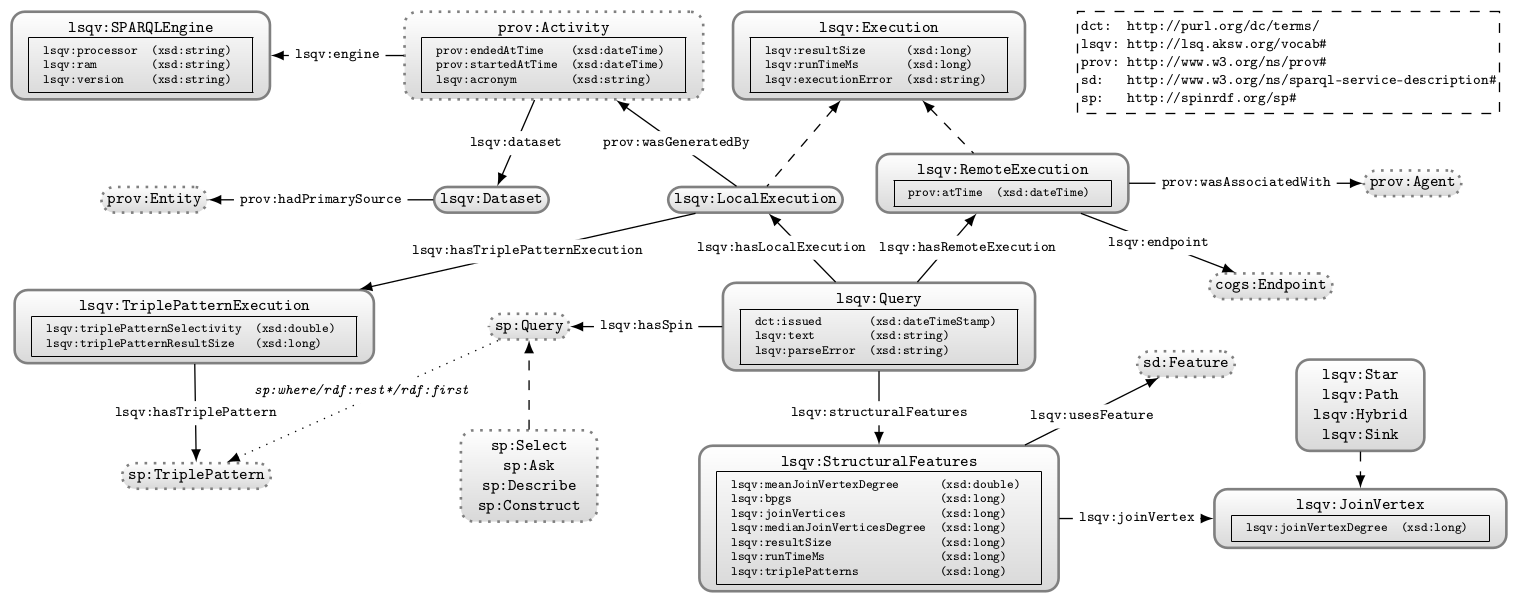 lsqv:SPARQLEngine
lsqv:processor (xsd:string)
lsqv:ram (xsd:string)
lsqv:version (xsd:string)
lsqv:engine
prov:Activity
prov:endedAtTime (xsd:dateTime)
prov:startedAtTime (xsd:dateTime)
lsqv:acronym (xsd:string)
lsqv:Execution
lsqv:resultSize (xsd:long)
lsqv:runTimeMs (xsd:long)
lsqv:executionError (xsd:string)
dct: http://purl.org/dc/terms/
lsqv: http://lsq.aksw.org/vocab#
prov: http://www.w3.org/ns/prov#
sd: http://www.w3.org/ns/sparql-service-description#
sp: http://spinrdf.org/sp#
lsqv:dataset
prov:wasGeneratedBy
prov:Entity
prov:hadPrimarySource
lsqv:Dataset
lsqv:LocalExecution
lsqv:RemoteExecution
prov:atTime (xsd:dateTime)
prov:wasAssociatedWith
prov:Agent
lsqv:hasTriplePatternExecution
lsqv:hasLocalExecution
lsqv:hasRemoteExecution
lsqv:endpoint
cogs:Endpoint
lsqv:TriplePatternExecution
lsqv:triplePatternSelectivity (xsd:double)
lsqv:triplePatternResultSize (xsd:long)
sp:Query
lsqv:hasSpin
lsqv:Query
dct:issued (xsd:dateTimeStamp)
lsqv:text (xsd:string)
lsqv:parseError (xsd:string)
sp:where/rdf:rest*/rdf:first
lsqv:hasTriplePattern
sp:TriplePattern
sp:Select
sp:Ask
sp:Describe
sp:Construct
lsqv:structuralFeatures
lsqv:usesFeature
sd:Feature
lsqv:Star
lsqv:Path
lsqv:Hybrid
lsqv:Sink
lsqv:StructuralFeatures
lsqv:meanJoinVertexDegree (xsd:double)
lsqv:bpgs (xsd:long)
lsqv:joinVertices (xsd:long)
lsqv:medianJoinVerticesDegree (xsd:long)
lsqv:resultSize (xsd:long)
lsqv:runTimeMs (xsd:long)
lsqv:triplePatterns (xsd:long)
lsqv:joinVertex
lsqv:JoinVertex
lsqv:joinVertexDegree (xsd:long)